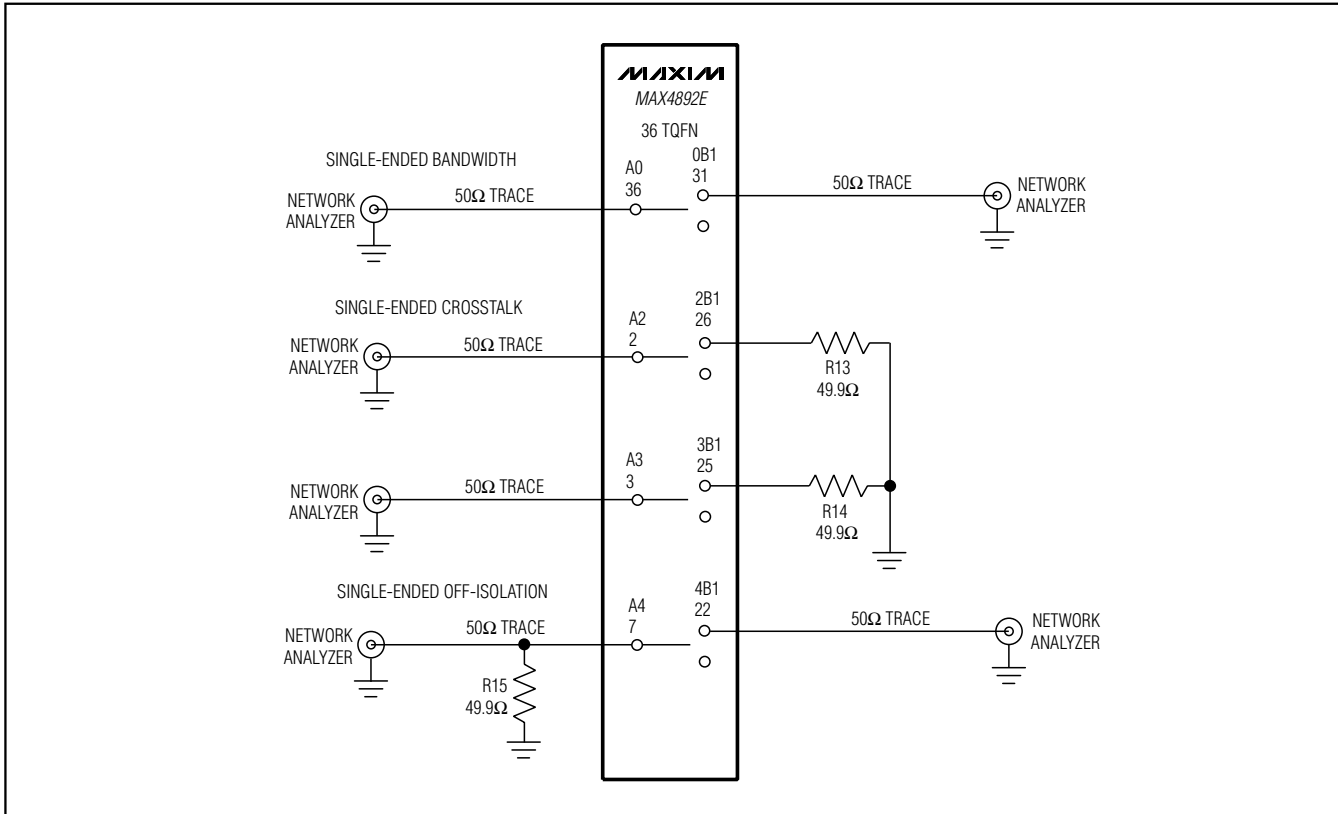 MAXIM
MAX4892E
36 TQFN
SINGLE-ENDED BANDWIDTH
NETWORK
ANALYZER
50Ω TRACE
A0
36
0B1
31
50Ω TRACE
NETWORK
ANALYZER
SINGLE-ENDED CROSSTALK
NETWORK
ANALYZER
50Ω TRACE
A2
2
2B1
26
R13
49.9Ω
NETWORK
ANALYZER
50Ω TRACE
A3
3
3B1
25
R14
49.9Ω
SINGLE-ENDED OFF-ISOLATION
NETWORK
ANALYZER
50Ω TRACE
R15
49.9Ω
A4
7
4B1
22
50Ω TRACE
NETWORK
ANALYZER